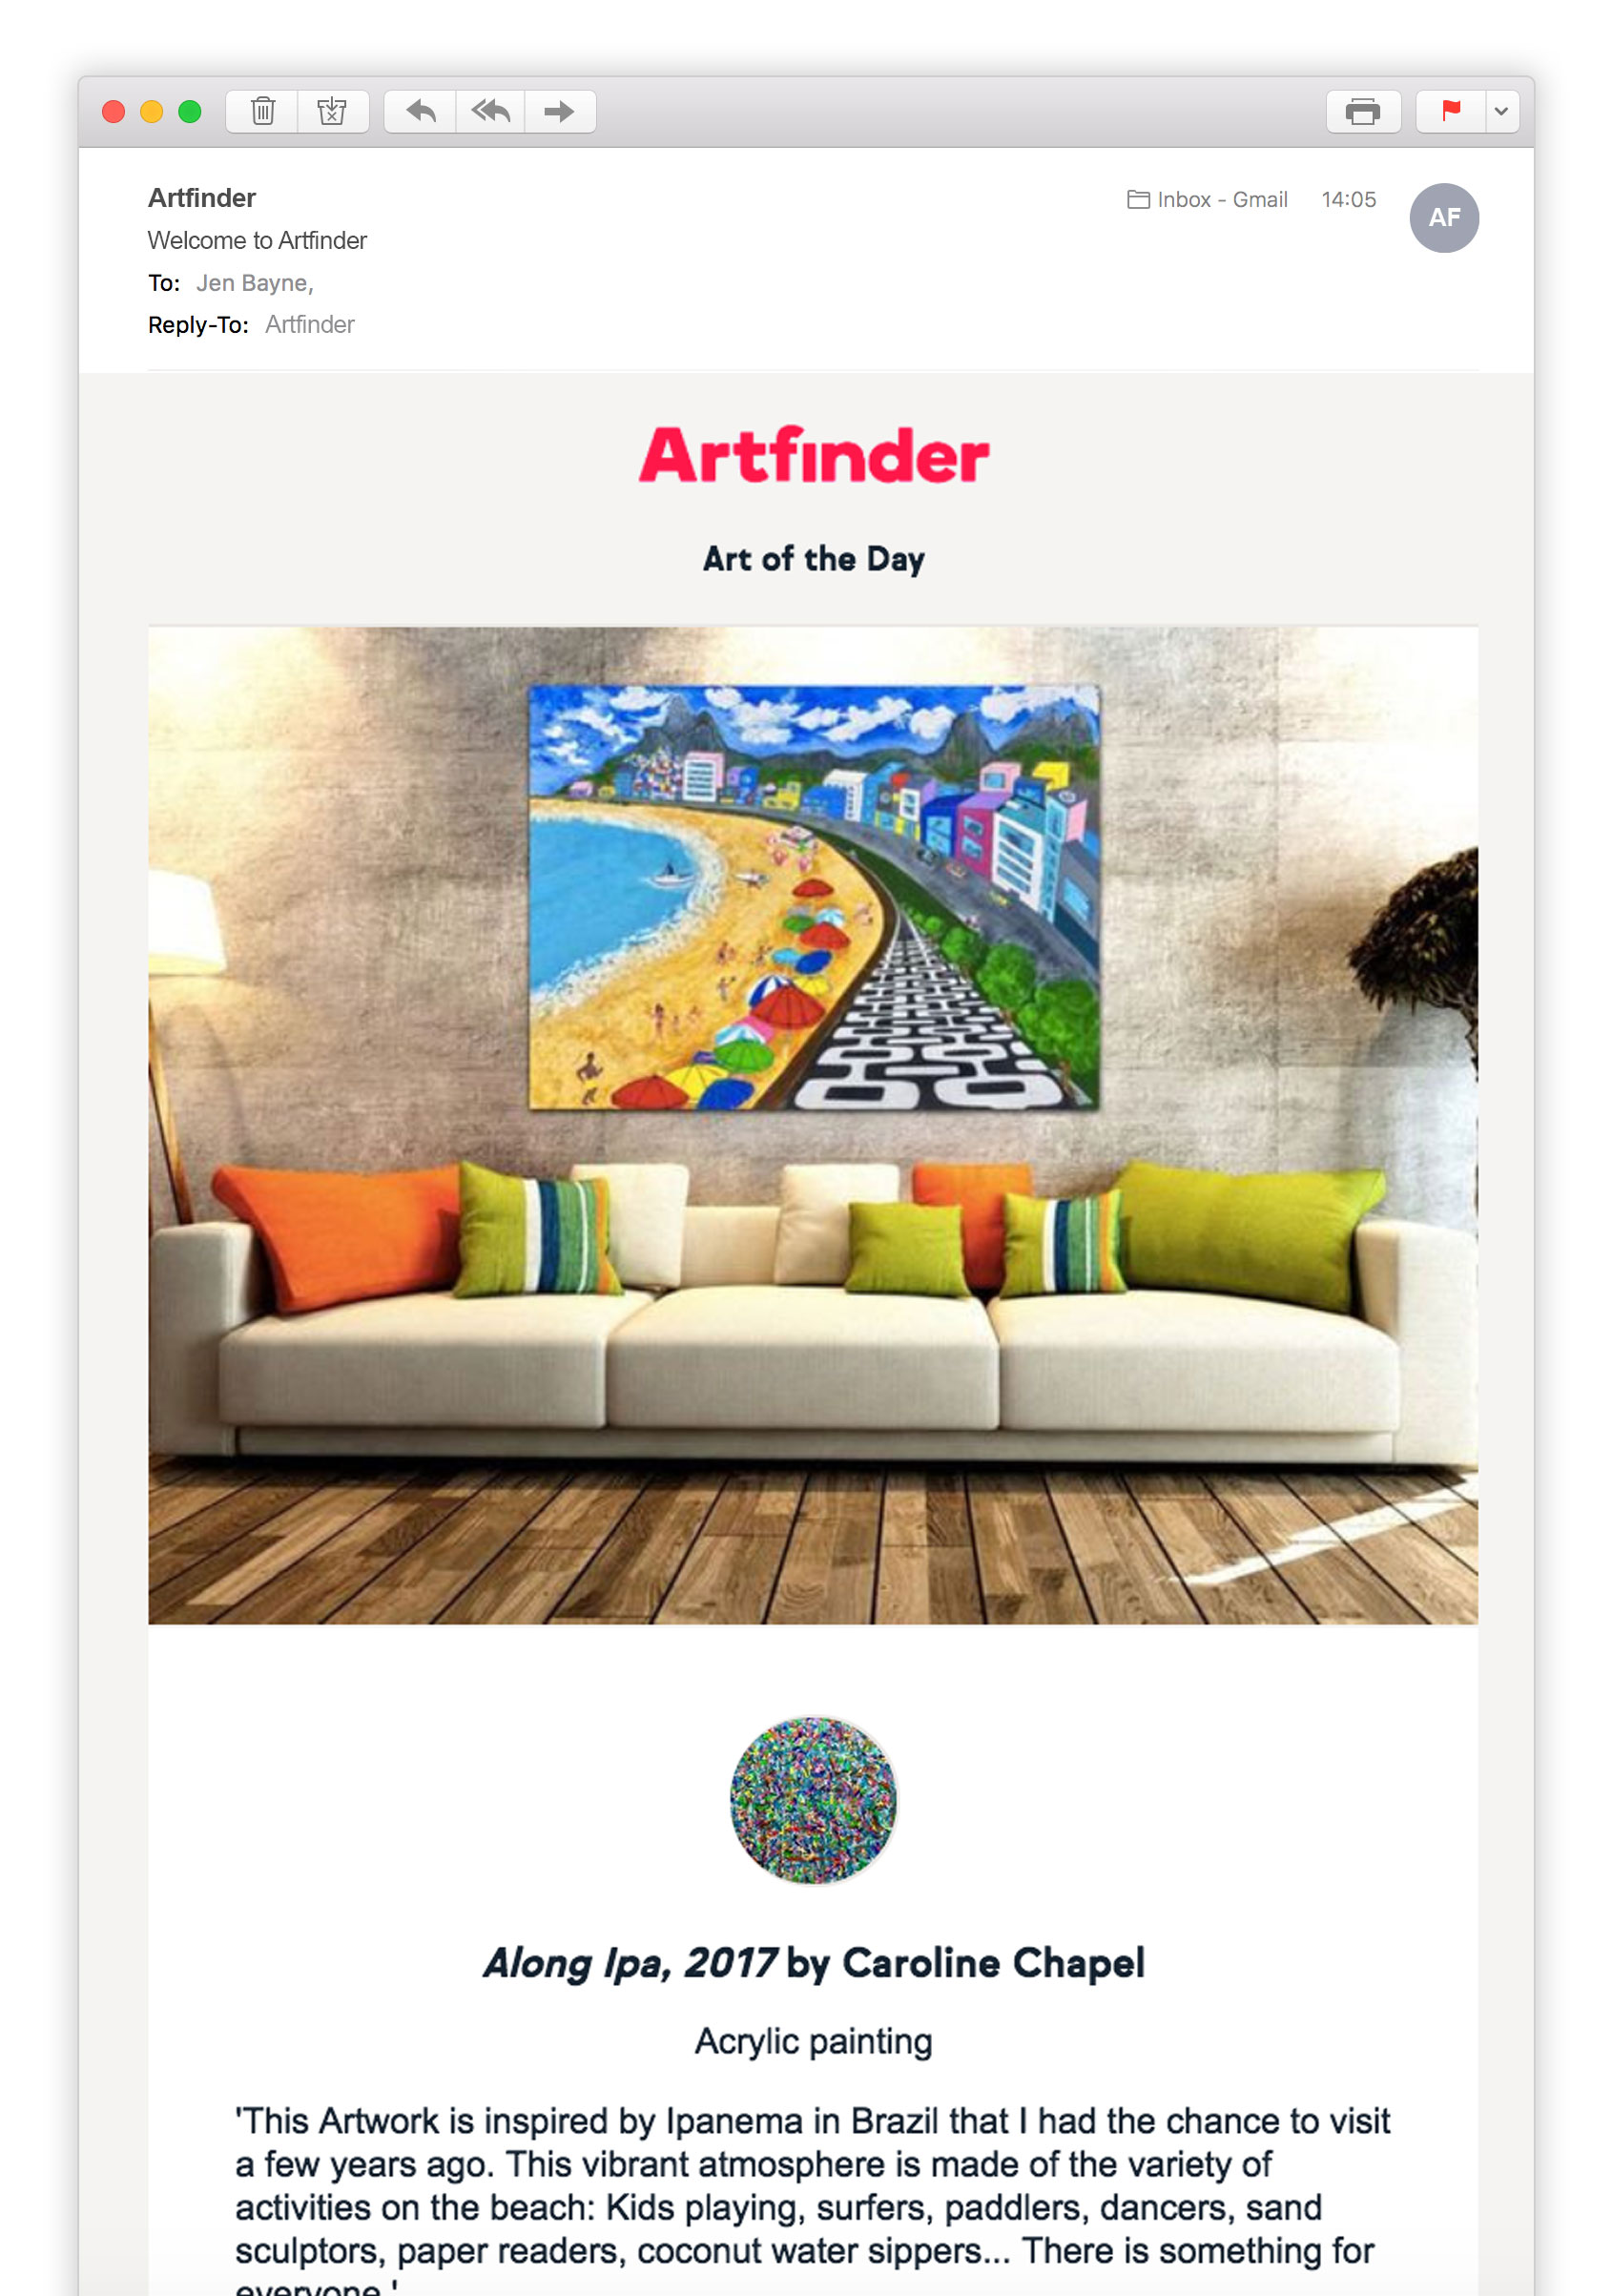 Artfinder
Inbox - Gmail 14:05 AF
Welcome to Artfinder
To: Jen Bayne,
Reply-To: Artfinder
Artfinder
Art of the Day
Along Ipa, 2017 by Caroline Chapel
Acrylic painting
'This Artwork is inspired by Ipanema in Brazil that I had the chance to visit
a few years ago. This vibrant atmosphere is made of the variety of
activities on the beach: Kids playing, surfers, paddlers, dancers, sand
sculptors, paper readers, coconut water sippers... There is something for
everyone.'